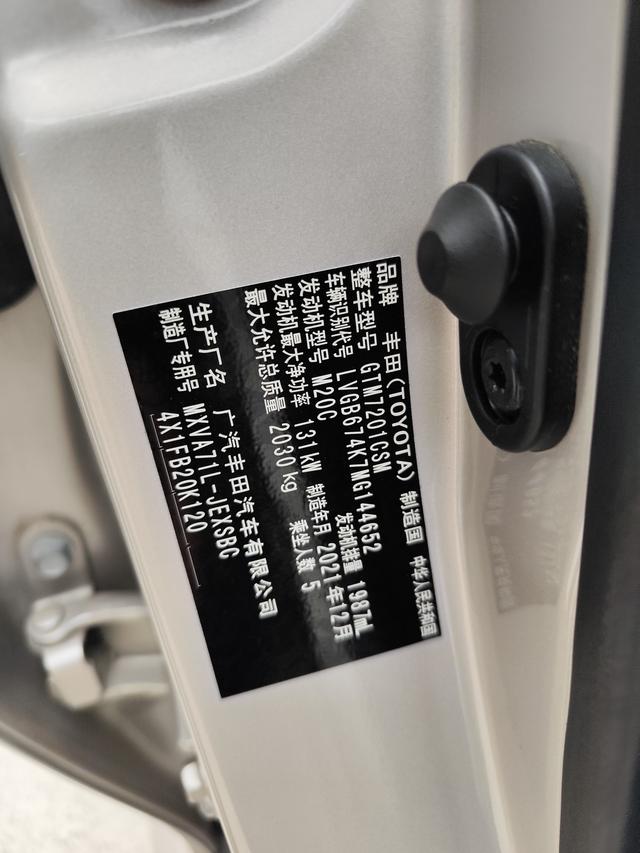 品牌 丰田(TOYOTA) 制造国 中华人民共和国
整车型号 GTM7201CSN
车辆识别代号 LVGB674K7MG144652
发动机型号 M20C 发动机排量 1987mL
发动机最大净功率 131kW 制造年月 2021年12月
最大允许总质量 2030kg 乘坐人数 5
生产厂名 广汽丰田汽车有限公司
制造厂专用号 MXVA71L-JEXSBC
4X1FB20K120